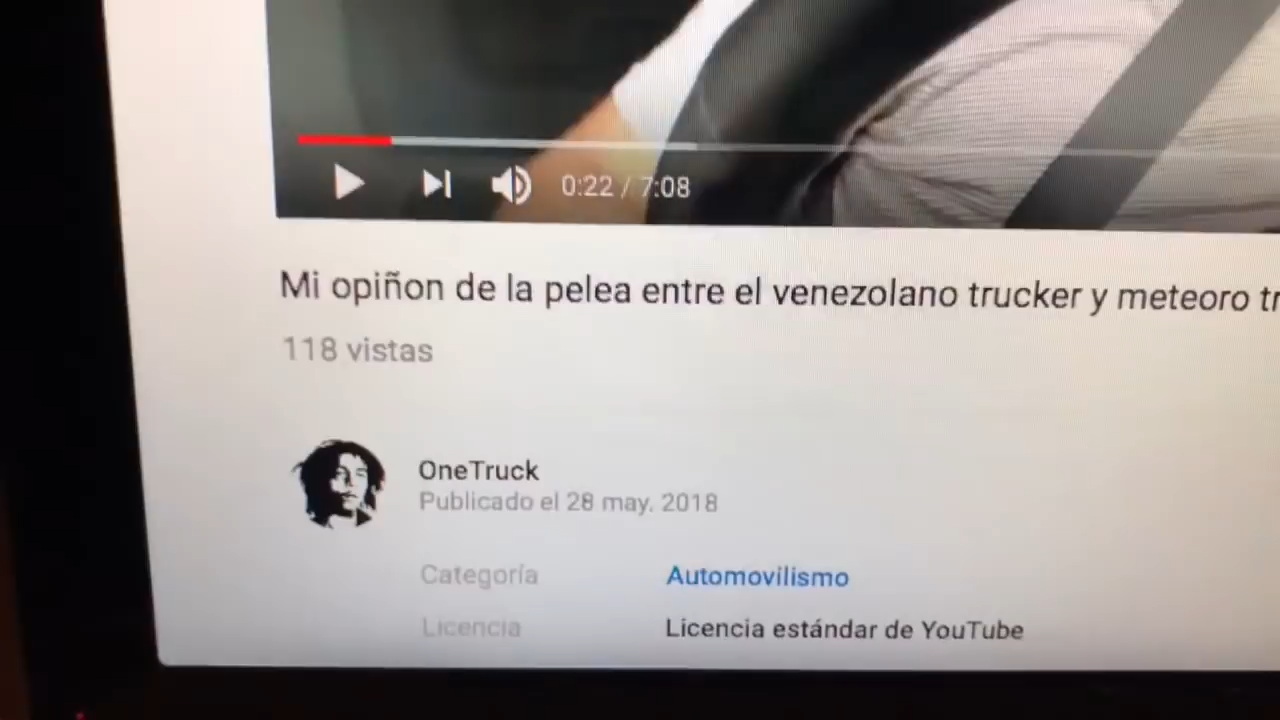 0:22 / 7:08
Mi opiñon de la pelea entre el venezolano trucker y meteoro tr
118 vistas
OneTruck
Publicado el 28 may. 2018
Categoría Automovilismo
Licencia Licencia estándar de YouTube